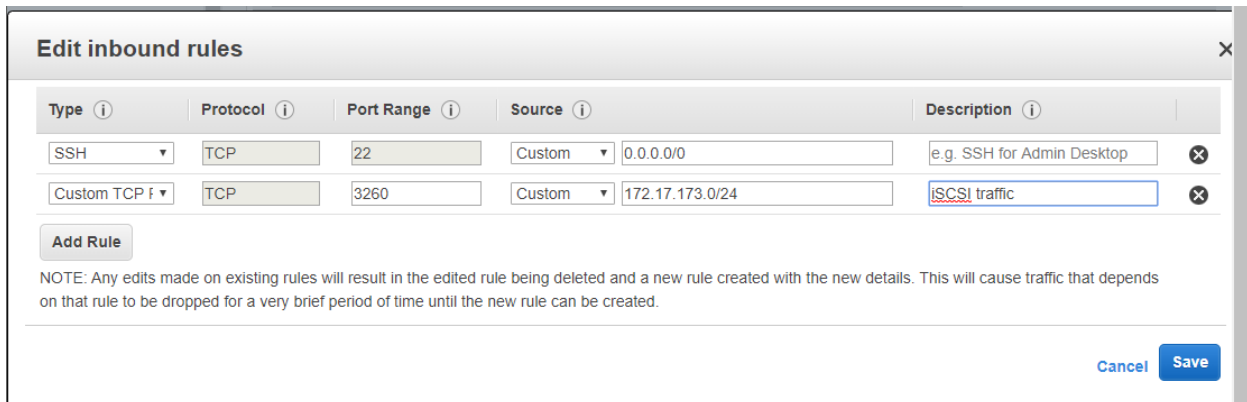 Edit inbound rules
Type Protocol Port Range Source Description
SSH TCP 22 Custom 0.0.0.0/0 e.g. SSH for Admin Desktop
Custom TCP F TCP 3260 Custom 172.17.173.0/24 iSCSI traffic
Add Rule
NOTE: Any edits made on existing rules will result in the edited rule being deleted and a new rule created with the new details. This will cause traffic that depends
on that rule to be dropped for a very brief period of time until the new rule can be created.
Cancel Save